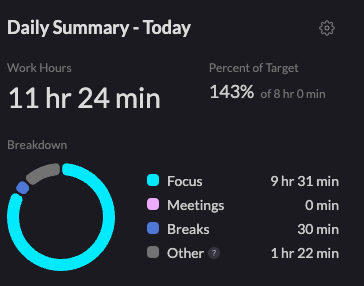 Daily Summary - Today
Work Hours
11 hr 24 min
Percent of Target
143% of 8 hr 0 min
Breakdown
Focus 9 hr 31 min
Meetings 0 min
Breaks 30 min
Other ? 1 hr 22 min